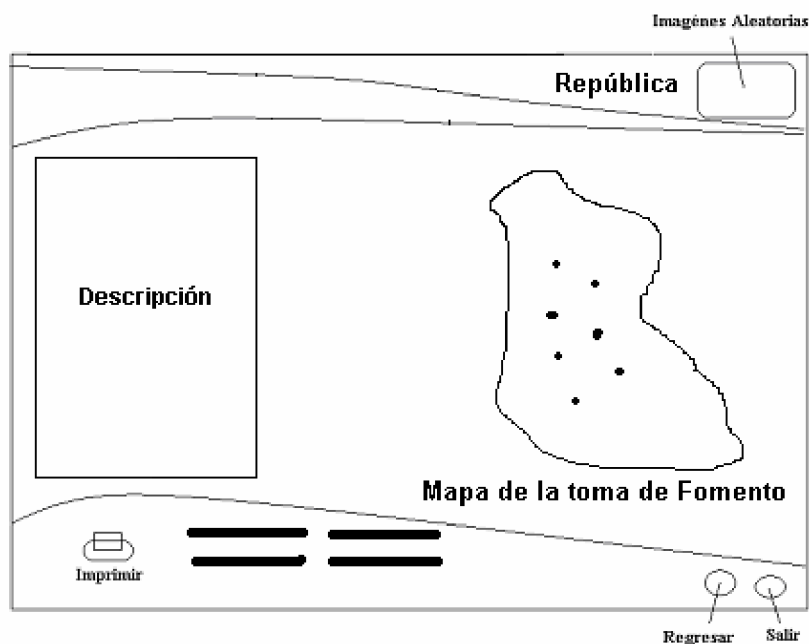 Imagénes Aleatorias
República
Descripción
Mapa de la toma de Fomento
Imprimir
Regresar
Salir